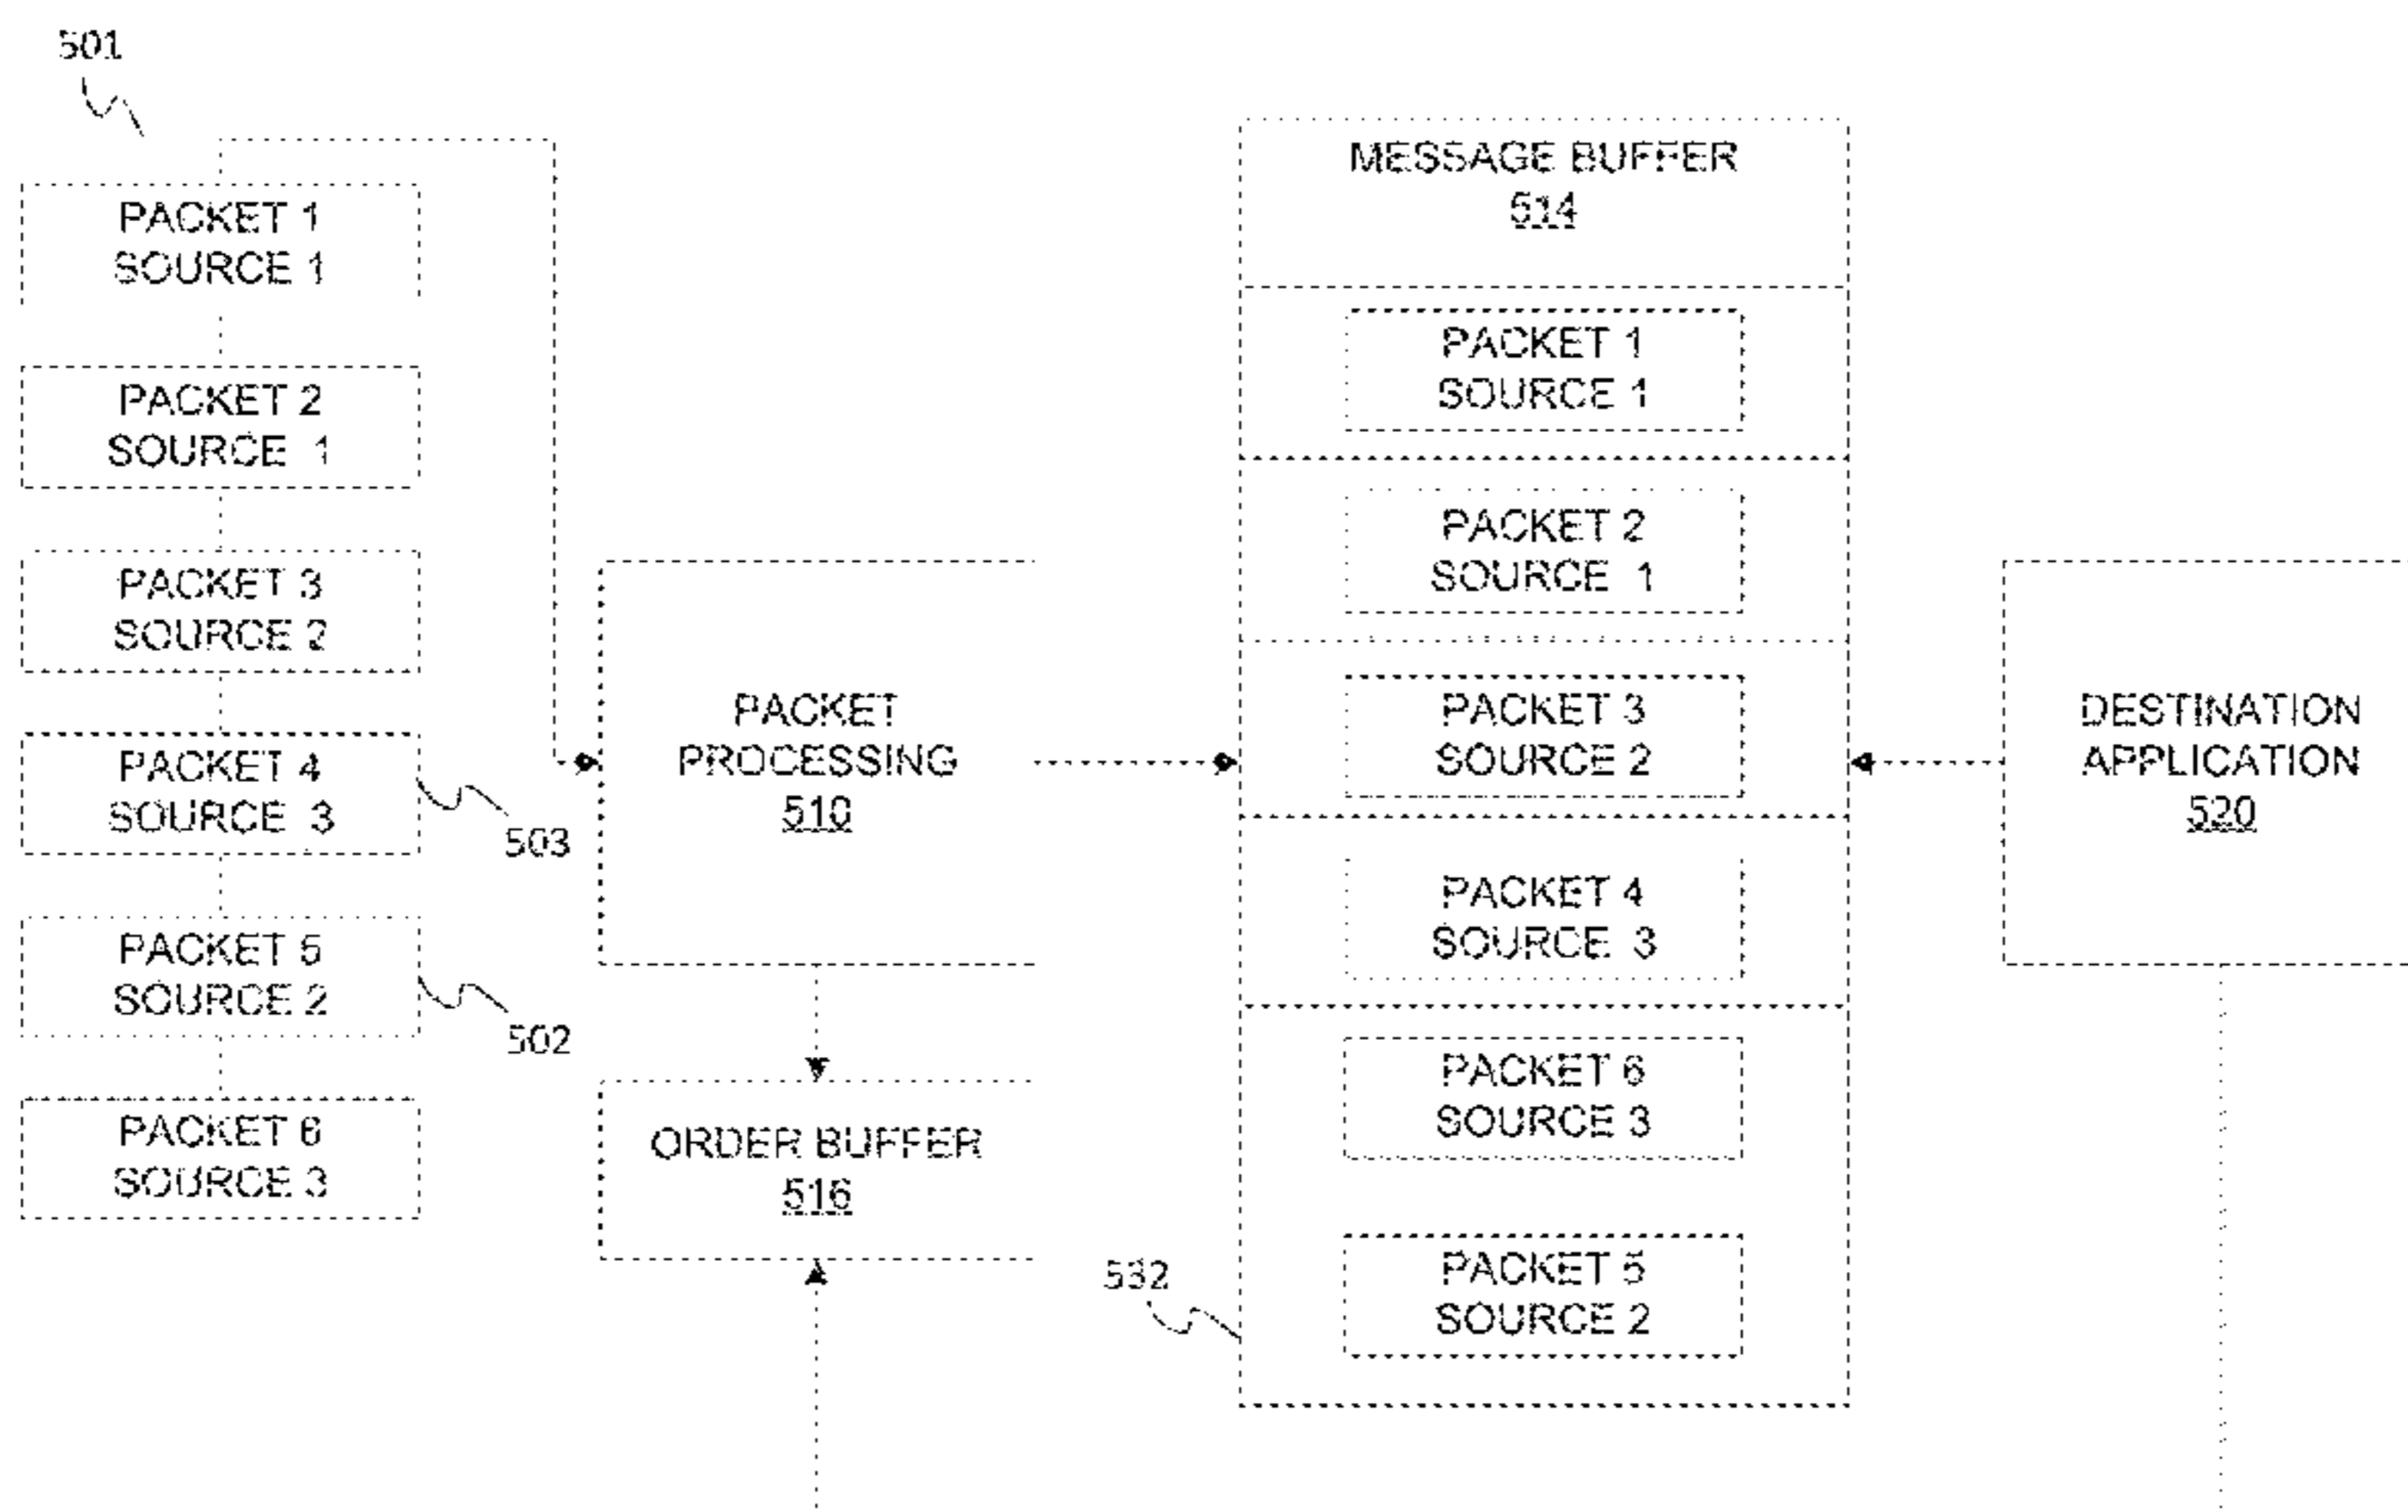 501
PACKET 1
SOURCE 1
PACKET 2
SOURCE 1
PACKET 3
SOURCE 2
PACKET 4
SOURCE 3
503
PACKET 5
SOURCE 2
502
PACKET 6
SOURCE 3
PACKET
PROCESSING
510
ORDER BUFFER
516
MESSAGE BUFFER
514
PACKET 1
SOURCE 1
PACKET 2
SOURCE 1
PACKET 3
SOURCE 2
PACKET 4
SOURCE 3
PACKET 6
SOURCE 3
PACKET 5
SOURCE 2
532
DESTINATION
APPLICATION
520